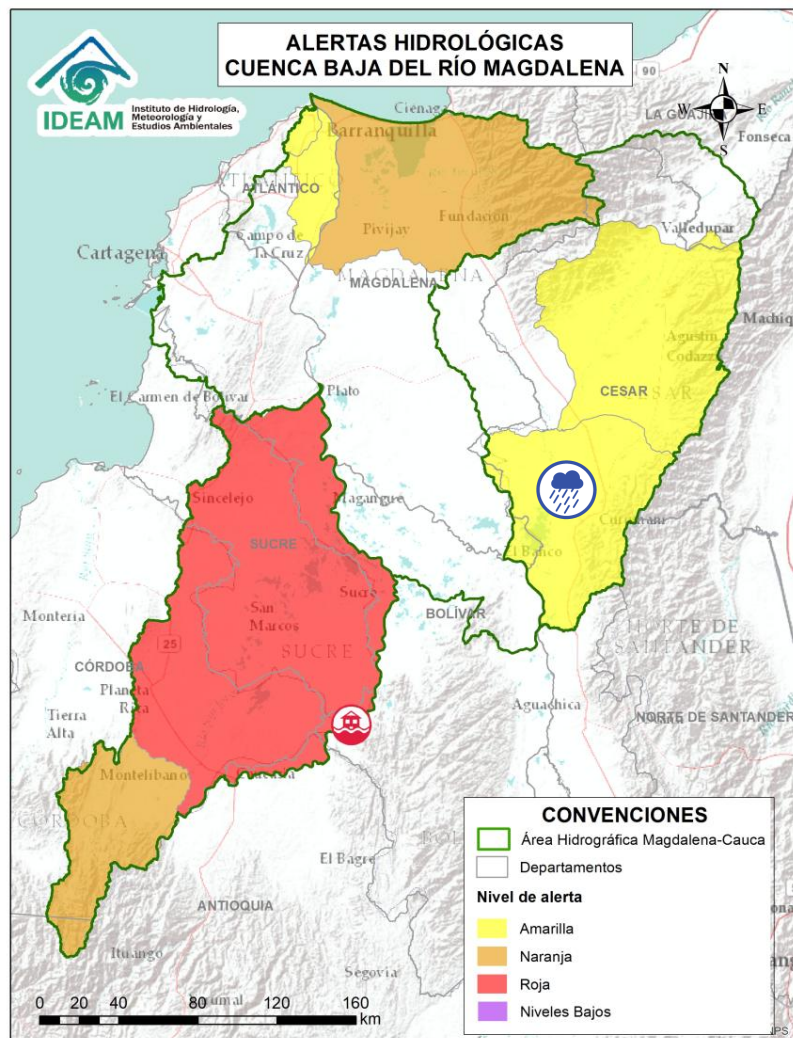 ALERTAS HIDROLÓGICAS
CUENCA BAJA DEL RÍO MAGDALENA
IDEAM
Instituto de Hidrología,
Meteorología y
Estudios Ambientales
N
W
E
S
90
LA GUAJIRA
Fonseca
Ciénaga
Barranquilla
ATLÁNTICO
Pivijay
Fundación
Valledupar
Cartagena
Campo de
la Cruz
MAGDALENA
MAGDALENA
Agustín
Codazzi
CESAR
El Carmen de Bolívar
Plato
Sincelejo
Magangué
SUCRE
El Banco
Sucre
San
Marcos
BOLÍVAR
Montería
SUCRE
25
NORTE DE
SANTANDER
CÓRDOBA
Planeta
Rica
Aguachica
NORTE DE SANTANDER
Tierra
Alta
Montelíbano
CÓRDOBA
El Bagre
ANTIOQUIA
Ituango
Segovia
0 20 40 80 120 160
km
CONVENCIONES
Área Hidrográfica Magdalena-Cauca
Departamentos
Nivel de alerta
Amarilla
Naranja
Roja
Niveles Bajos